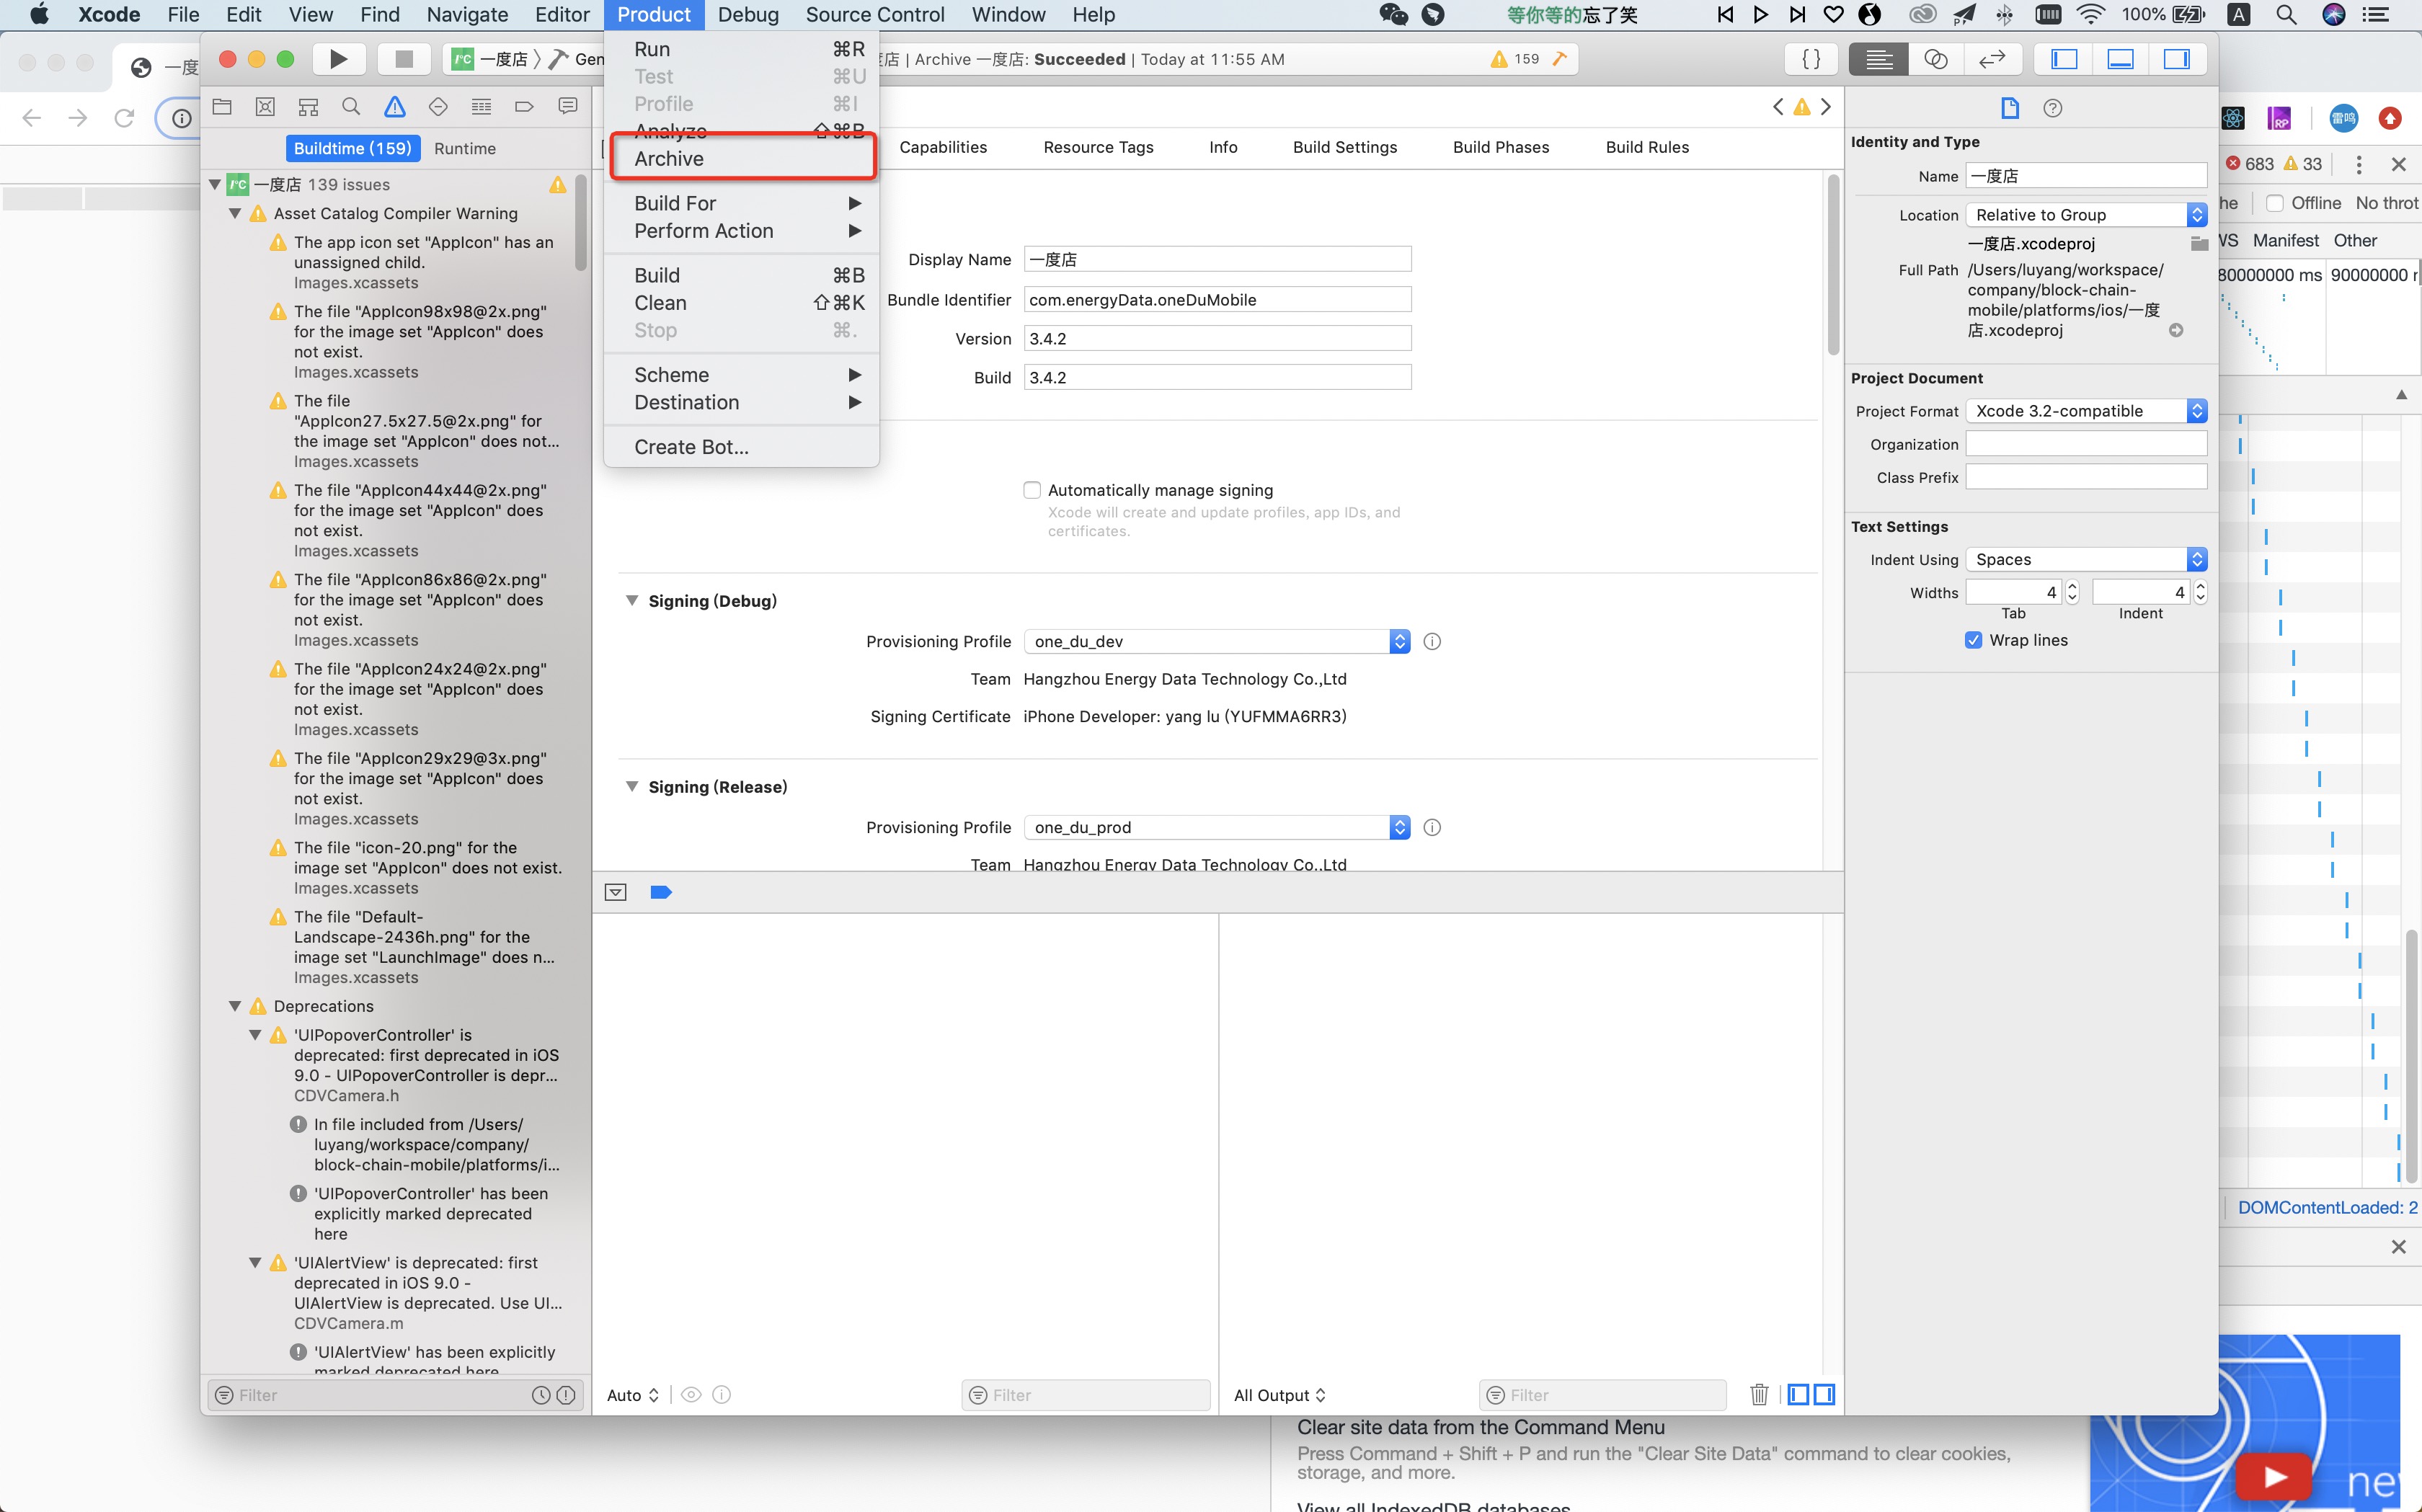 Xcode File Edit View Find Navigate Editor Product Debug Source Control Window Help
等你等的忘了笑
100%
A
一度
一度店 〉 Gen
店 | Archive 一度店: Succeeded | Today at 11:55 AM
159
{ }
Buildtime (159) Runtime
一度店 139 issues
Asset Catalog Compiler Warning
The app icon set "AppIcon" has an
unassigned child.
Images.xcassets
The file "AppIcon98x98@2x.png"
for the image set "AppIcon" does
not exist.
Images.xcassets
The file
"AppIcon27.5x27.5@2x.png" for
the image set "AppIcon" does not...
Images.xcassets
The file "AppIcon44x44@2x.png"
for the image set "AppIcon" does
not exist.
Images.xcassets
The file "AppIcon86x86@2x.png"
for the image set "AppIcon" does
not exist.
Images.xcassets
The file "AppIcon24x24@2x.png"
for the image set "AppIcon" does
not exist.
Images.xcassets
The file "AppIcon29x29@3x.png"
for the image set "AppIcon" does
not exist.
Images.xcassets
The file "icon-20.png" for the
image set "AppIcon" does not exist.
Images.xcassets
The file "Default-
Landscape-2436h.png" for the
image set "LaunchImage" does n...
Images.xcassets
Deprecations
'UIPopoverController' is
deprecated: first deprecated in iOS
9.0 - UIPopoverController is depr...
CDVCamera.h
In file included from /Users/
luyang/workspace/company/
block-chain-mobile/platforms/i...
'UIPopoverController' has been
explicitly marked deprecated
here
'UIAlertView' is deprecated: first
deprecated in iOS 9.0 -
UIAlertView is deprecated. Use UI...
CDVCamera.m
'UIAlertView' has been explicitly
marked deprecated here
Filter
Run ⌘R
Test ⌘U
Profile ⌘I
Analyze ⇧⌘B
Archive
Build For
Perform Action
Build ⌘B
Clean ⇧⌘K
Stop ⌘.
Scheme
Destination
Create Bot...
Capabilities Resource Tags Info Build Settings Build Phases Build Rules
Display Name 一度店
Bundle Identifier com.energyData.oneDuMobile
Version 3.4.2
Build 3.4.2
Automatically manage signing
Xcode will create and update profiles, app IDs, and
certificates.
Signing (Debug)
Provisioning Profile one_du_dev
Team Hangzhou Energy Data Technology Co.,Ltd
Signing Certificate iPhone Developer: yang lu (YUFMMA6RR3)
Signing (Release)
Provisioning Profile one_du_prod
Team Hangzhou Energy Data Technology Co.,Ltd
Auto
Filter
All Output
Filter
Identity and Type
Name 一度店
Location Relative to Group
一度店.xcodeproj
Full Path /Users/luyang/workspace/
company/block-chain-
mobile/platforms/ios/一度
店.xcodeproj
Project Document
Project Format Xcode 3.2-compatible
Organization
Class Prefix
Text Settings
Indent Using Spaces
Widths 4 4
Tab Indent
Wrap lines
RP
雷鸣
683 33
he Offline No throt
WS Manifest Other
80000000 ms 90000000 r
DOMContentLoaded: 2
Clear site data from the Command Menu
Press Command + Shift + P and run the "Clear Site Data" command to clear cookies,
storage, and more.
View all IndexedDB databases
ne